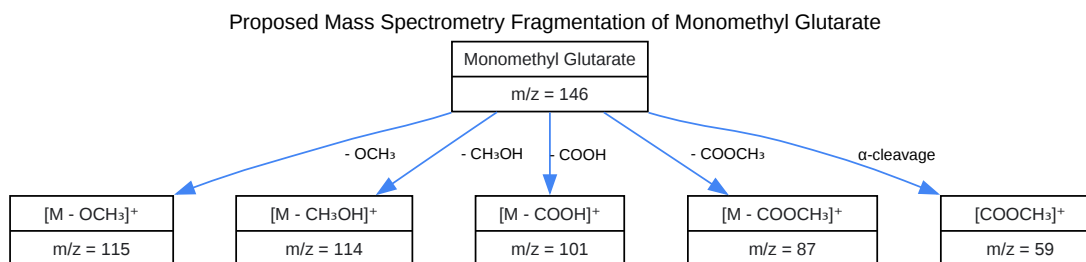 Proposed Mass Spectrometry Fragmentation of Monomethyl Glutarate
Monomethyl Glutarate
m/z = 146
- OCH₃
- CH₃OH
- COOH
- COOCH₃
α-cleavage
[M - OCH₃]⁺
m/z = 115
[M - CH₃OH]⁺
m/z = 114
[M - COOH]⁺
m/z = 101
[M - COOCH₃]⁺
m/z = 87
[COOCH₃]⁺
m/z = 59